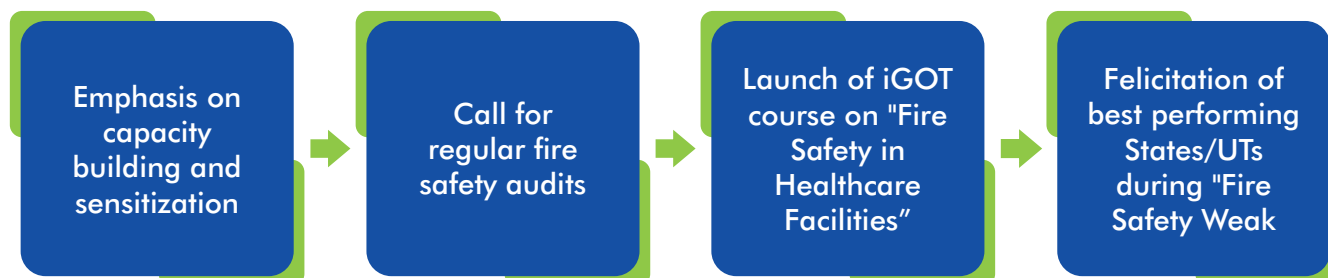 Emphasis on
capacity
building and
sensitization
Call for
regular fire
safety audits
Launch of iGOT
course on "Fire
Safety in
Healthcare
Facilities”
Felicitation of
best performing
States/UTs
during "Fire
Safety Weak